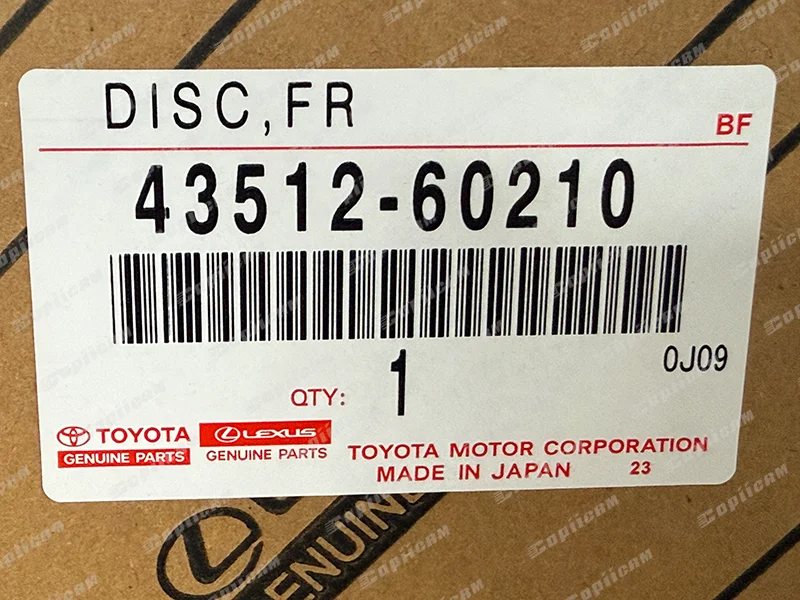 DISC, FR
BF
43512-60210
QTY: 1
0J09
TOYOTA
GENUINE PARTS
LEXUS
GENUINE PARTS
TOYOTA MOTOR CORPORATION
MADE IN JAPAN 23
GENUINE
Copiicam